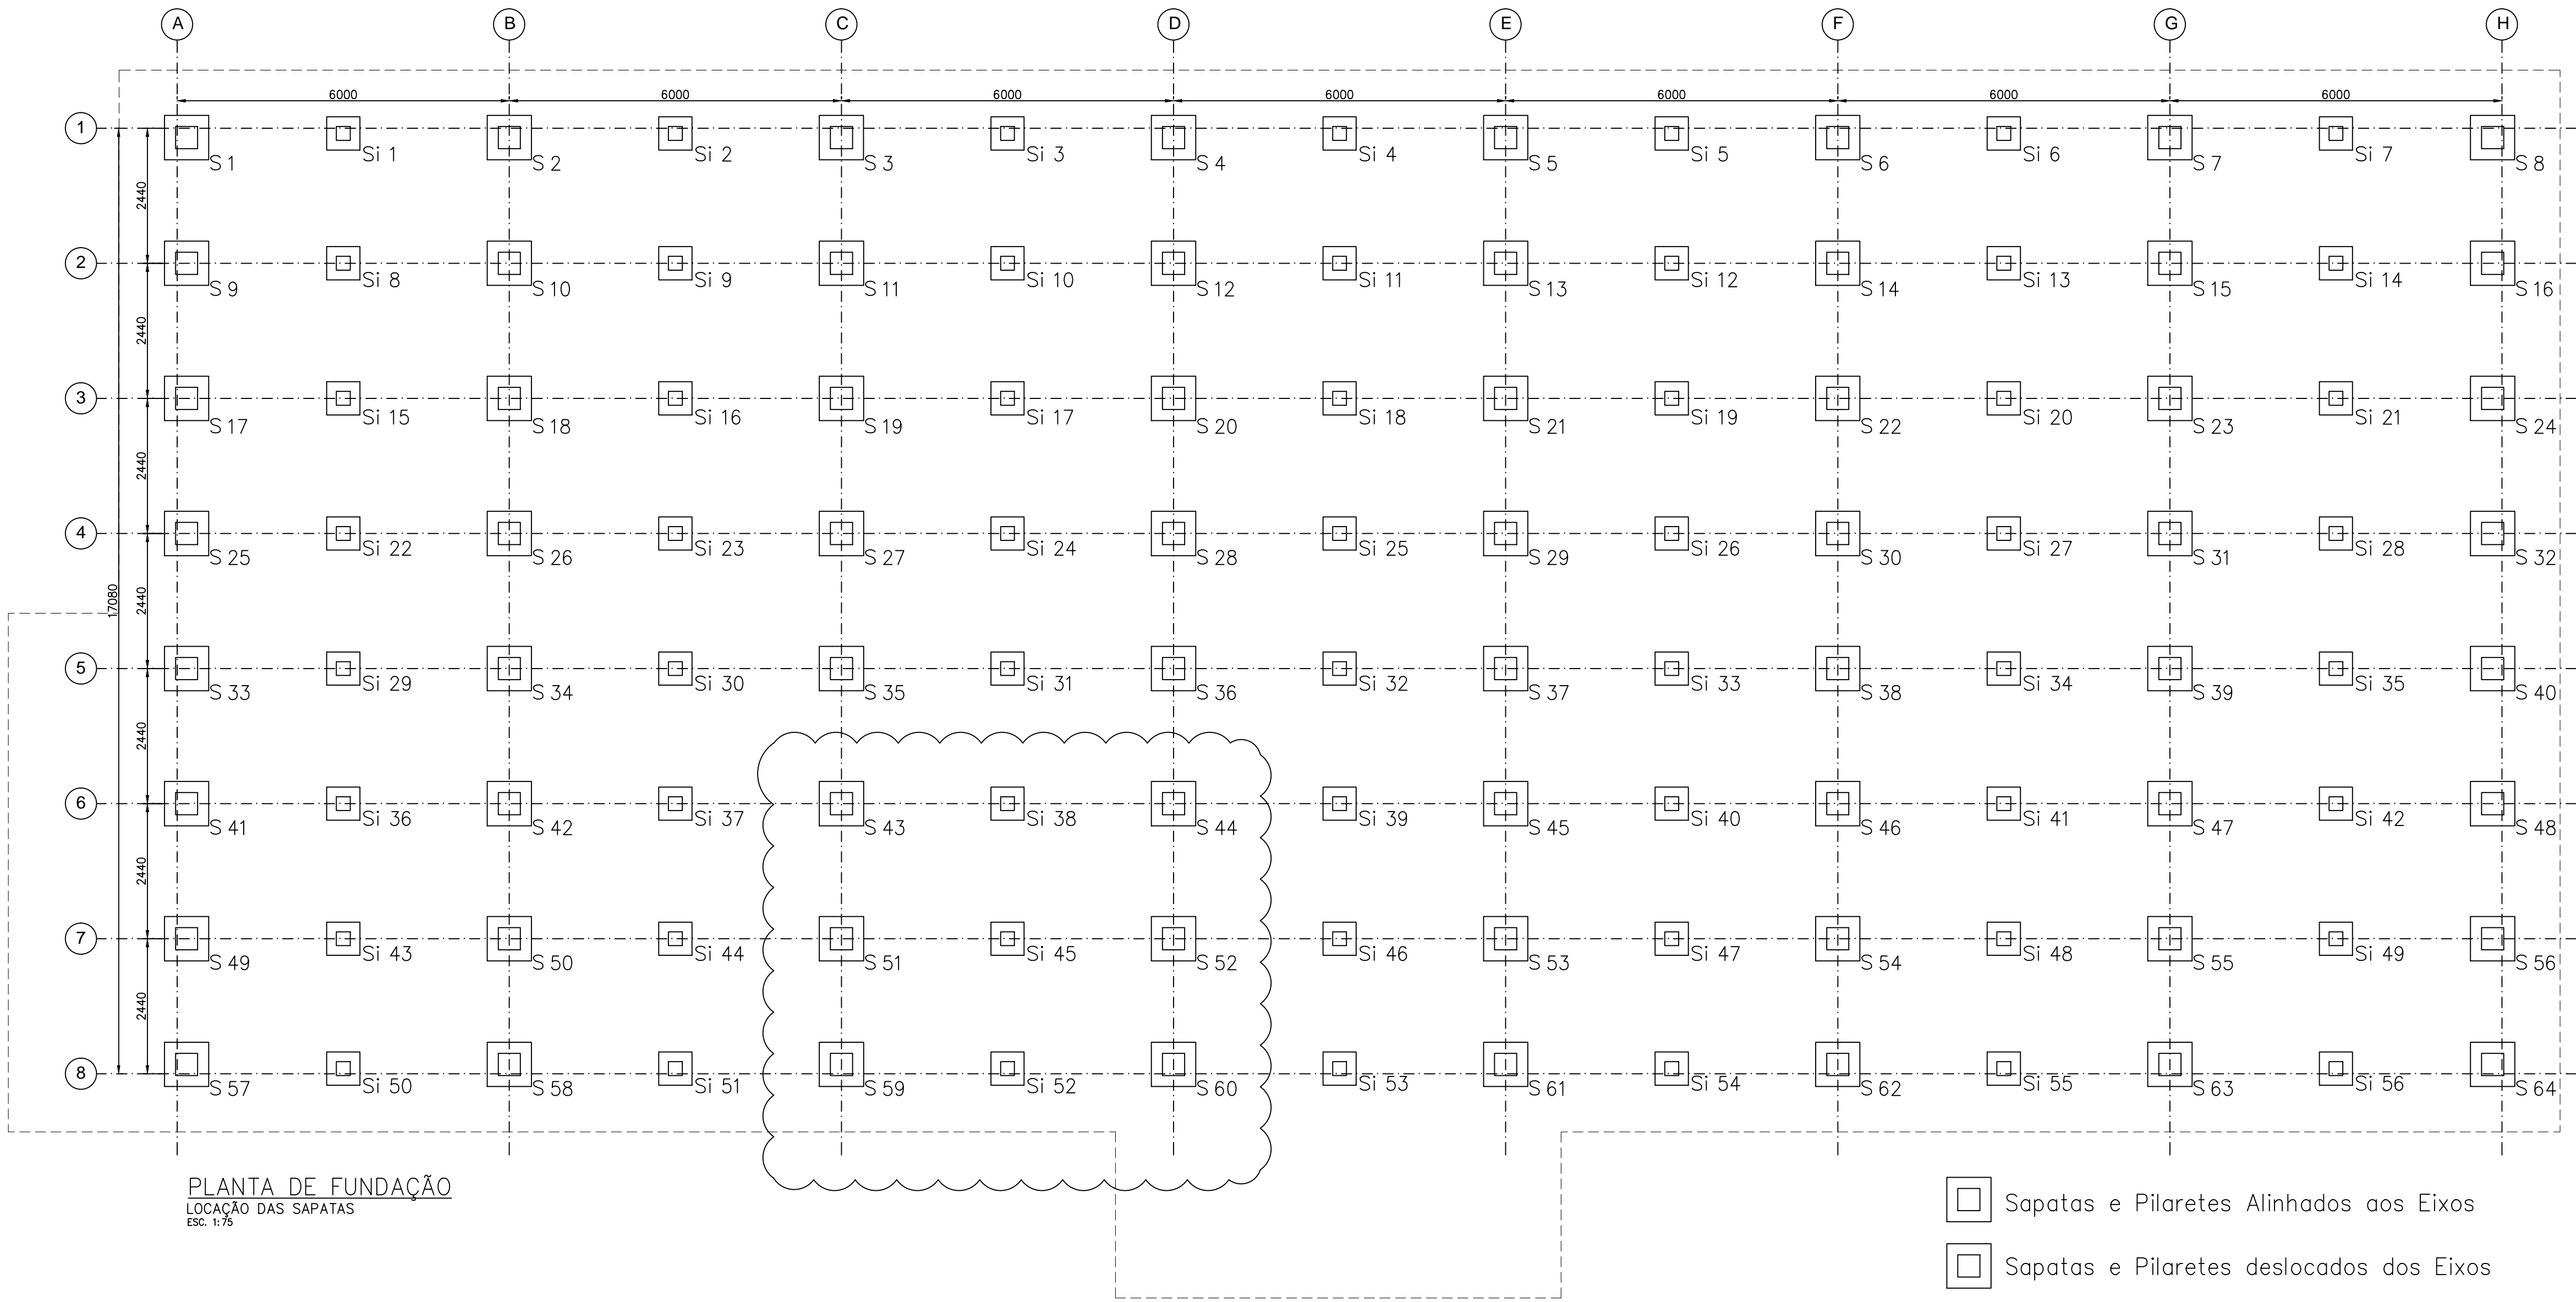 A B C D E F G H
6000 6000 6000 6000 6000 6000 6000
1
S 1 Si 1 S 2 Si 2 S 3 Si 3 S 4 Si 4 S 5 Si 5 S 6 Si 6 S 7 Si 7 S 8
2440
2
S 9 Si 8 S 10 Si 9 S 11 Si 10 S 12 Si 11 S 13 Si 12 S 14 Si 13 S 15 Si 14 S 16
2440
3
S 17 Si 15 S 18 Si 16 S 19 Si 17 S 20 Si 18 S 21 Si 19 S 22 Si 20 S 23 Si 21 S 24
2440
4
S 25 Si 22 S 26 Si 23 S 27 Si 24 S 28 Si 25 S 29 Si 26 S 30 Si 27 S 31 Si 28 S 32
17080
2440
5
S 33 Si 29 S 34 Si 30 S 35 Si 31 S 36 Si 32 S 37 Si 33 S 38 Si 34 S 39 Si 35 S 40
2440
6
S 41 Si 36 S 42 Si 37 S 43 Si 38 S 44 Si 39 S 45 Si 40 S 46 Si 41 S 47 Si 42 S 48
2440
7
S 49 Si 43 S 50 Si 44 S 51 Si 45 S 52 Si 46 S 53 Si 47 S 54 Si 48 S 55 Si 49 S 56
2440
8
S 57 Si 50 S 58 Si 51 S 59 Si 52 S 60 Si 53 S 61 Si 54 S 62 Si 55 S 63 Si 56 S 64
PLANTA DE FUNDAÇÃO
LOCAÇÃO DAS SAPATAS
ESC. 1:75
Sapatas e Pilaretes Alinhados aos Eixos
Sapatas e Pilaretes deslocados dos Eixos